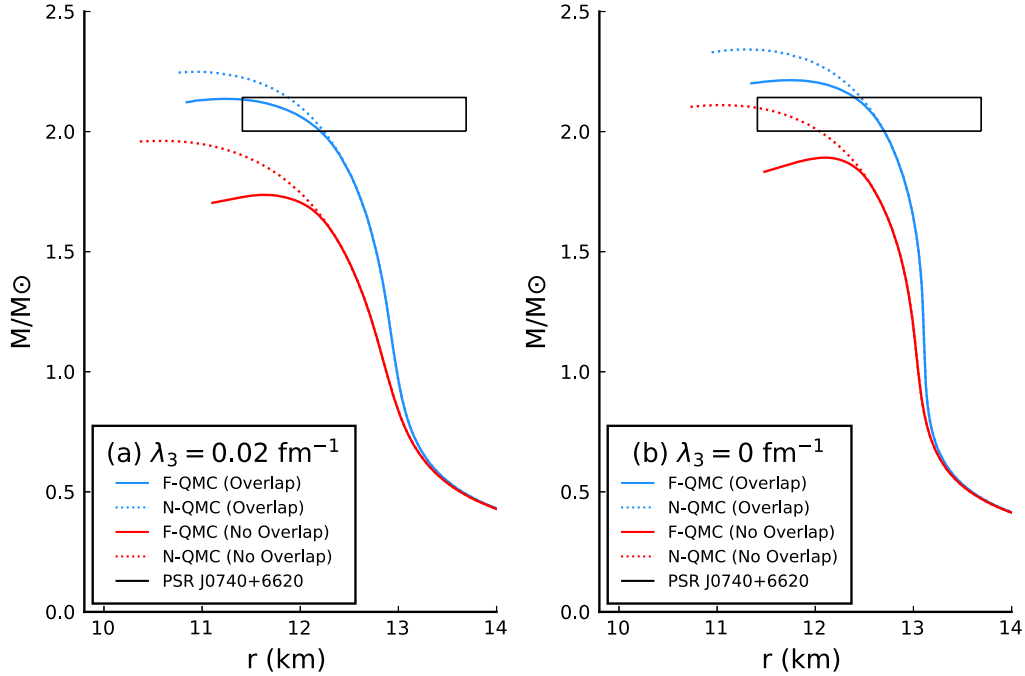 2.5
2.0
1.5
1.0
0.5
0.0
M/M⊙
10
11
12
13
14
r (km)
(a) λ₃ = 0.02 fm⁻¹
F-QMC (Overlap)
N-QMC (Overlap)
F-QMC (No Overlap)
N-QMC (No Overlap)
PSR J0740+6620
2.5
2.0
1.5
1.0
0.5
0.0
M/M⊙
10
11
12
13
14
r (km)
(b) λ₃ = 0 fm⁻¹
F-QMC (Overlap)
N-QMC (Overlap)
F-QMC (No Overlap)
N-QMC (No Overlap)
PSR J0740+6620